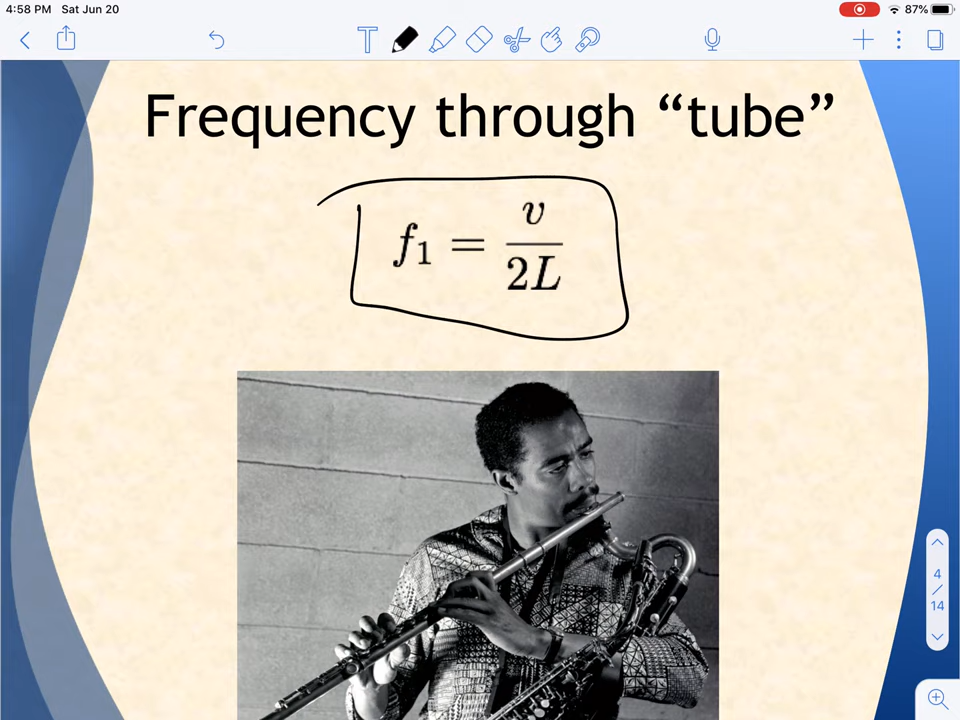 4:58 PM Sat Jun 20 87%
T
Frequency through “tube”
f₁ = v/2L
4
/
14